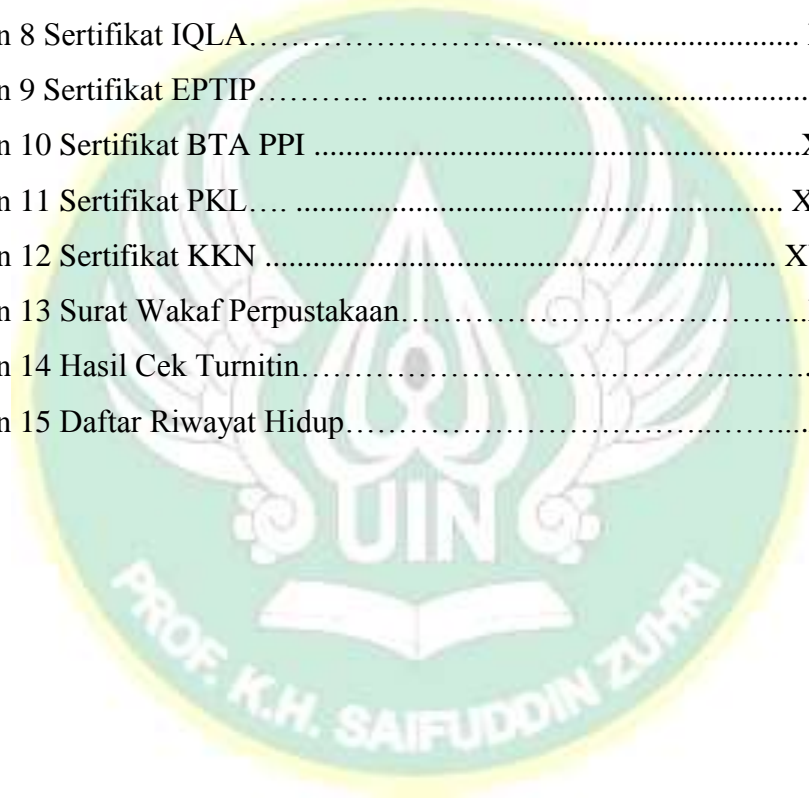 n 8 Sertifikat IQLA…………………………… ...............................
n 9 Sertifikat EPTIP……….. ......................................................
n 10 Sertifikat BTA PPI .............................................................X
n 11 Sertifikat PKL…. ............................................................. X
n 12 Sertifikat KKN ................................................................ X
n 13 Surat Wakaf Perpustakaan……………………………………....
n 14 Hasil Cek Turnitin………………………………………......….
n 15 Daftar Riwayat Hidup…………………………………..……....
UIN
PROF. K.H. SAIFUDDIN ZUHRI